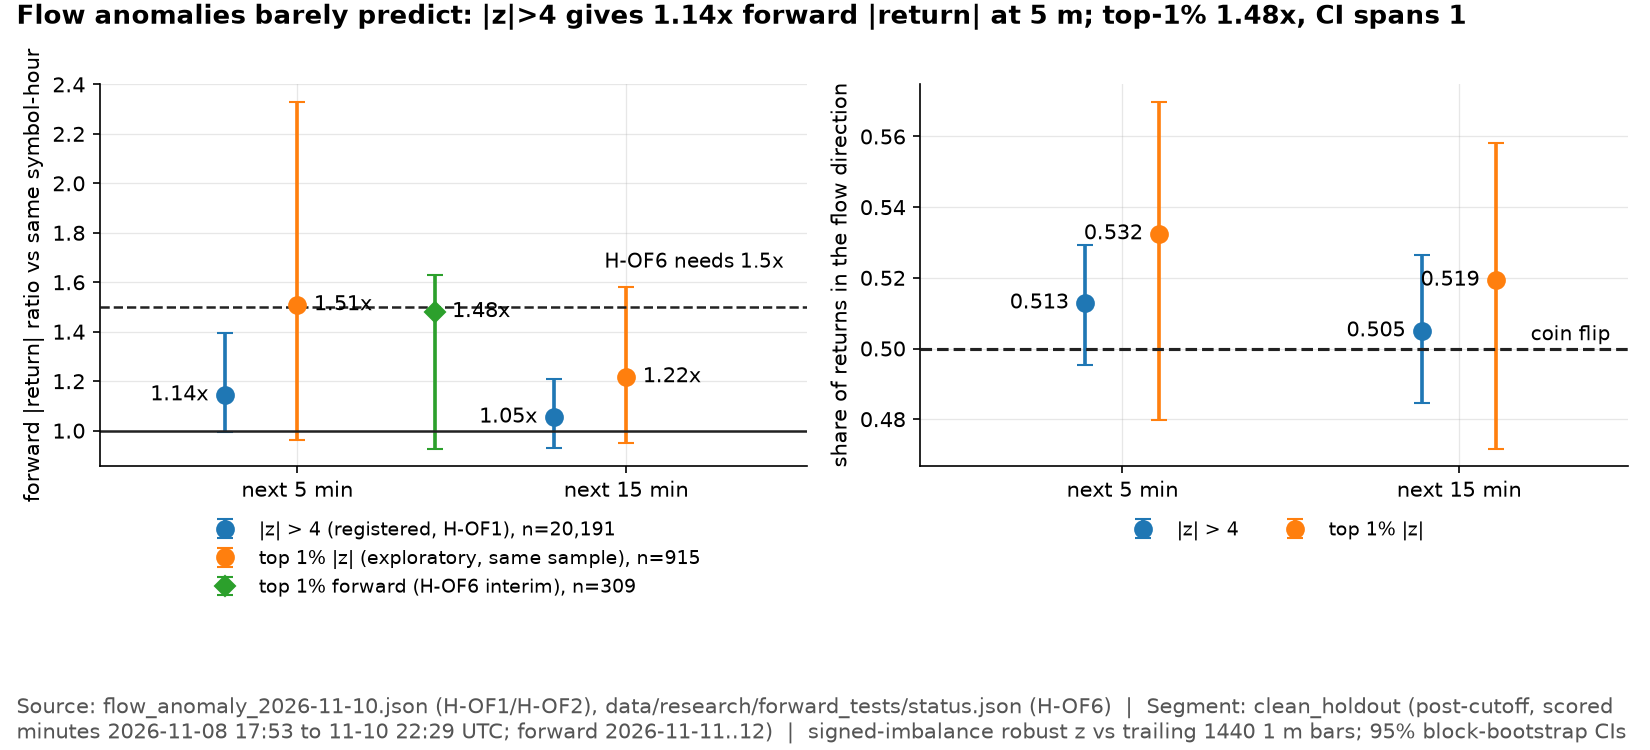 Flow anomalies barely predict: |z|>4 gives 1.14x forward |return| at 5 m; top-1% 1.48x, CI spans 1
forward |return| ratio vs same symbol-hour
2.4
2.2
2.0
1.8
1.6
1.4
1.2
1.0
H-OF6 needs 1.5x
1.51x
1.48x
1.14x
1.22x
1.05x
next 5 min
next 15 min
|z| > 4 (registered, H-OF1), n=20,191
top 1% |z| (exploratory, same sample), n=915
top 1% forward (H-OF6 interim), n=309
share of returns in the flow direction
0.56
0.54
0.52
0.50
0.48
0.532
0.513
0.519
0.505
coin flip
next 5 min
next 15 min
|z| > 4
top 1% |z|
Source: flow_anomaly_2026-11-10.json (H-OF1/H-OF2), data/research/forward_tests/status.json (H-OF6) | Segment: clean_holdout (post-cutoff, scored
minutes 2026-11-08 17:53 to 11-10 22:29 UTC; forward 2026-11-11..12) | signed-imbalance robust z vs trailing 1440 1 m bars; 95% block-bootstrap CIs